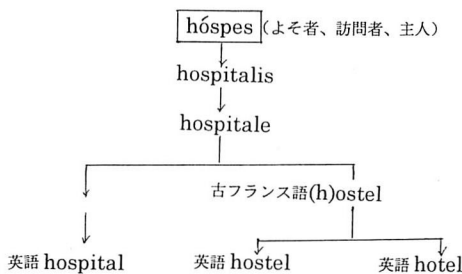 hóspes (よそ者、訪問者、主人)
hospitalis
hospitale
古フランス語(h)ostel
英語 hospital 英語 hostel 英語 hotel